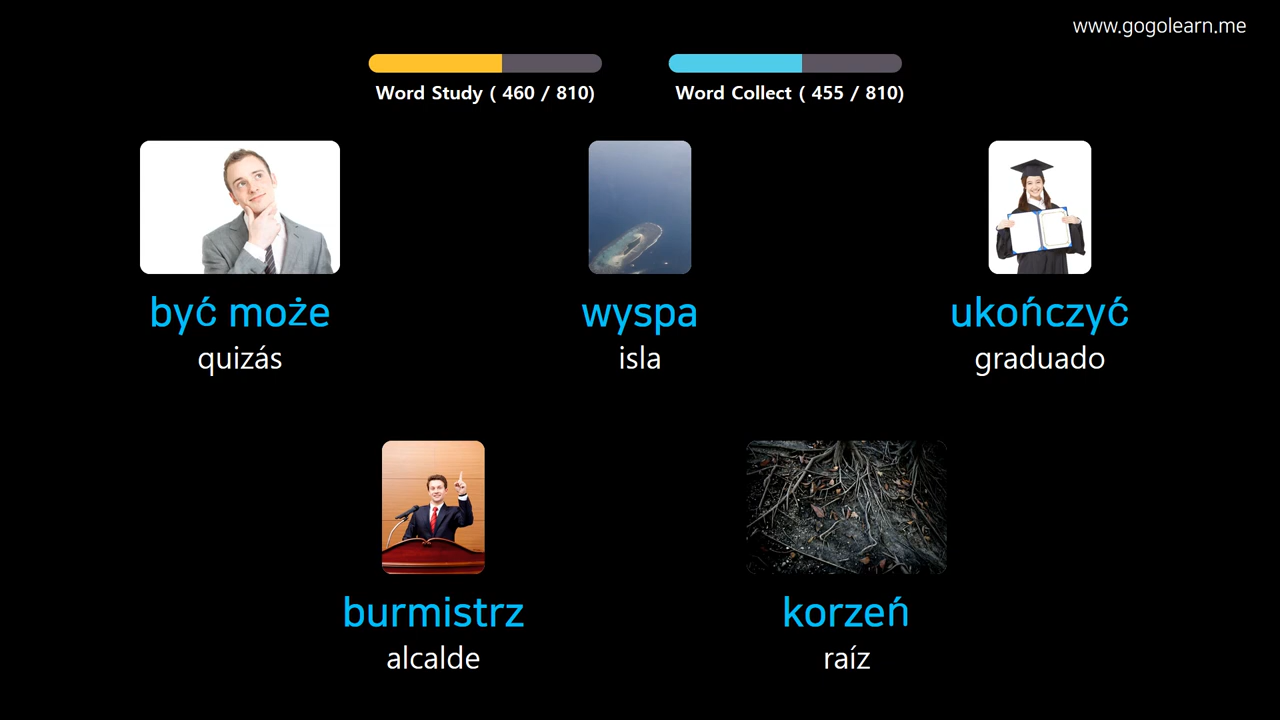 www.gogolearn.me
Word Study ( 460 / 810)
Word Collect ( 455 / 810)
być może
quizás
wyspa
isla
ukończyć
graduado
burmistrz
alcalde
korzeń
raíz